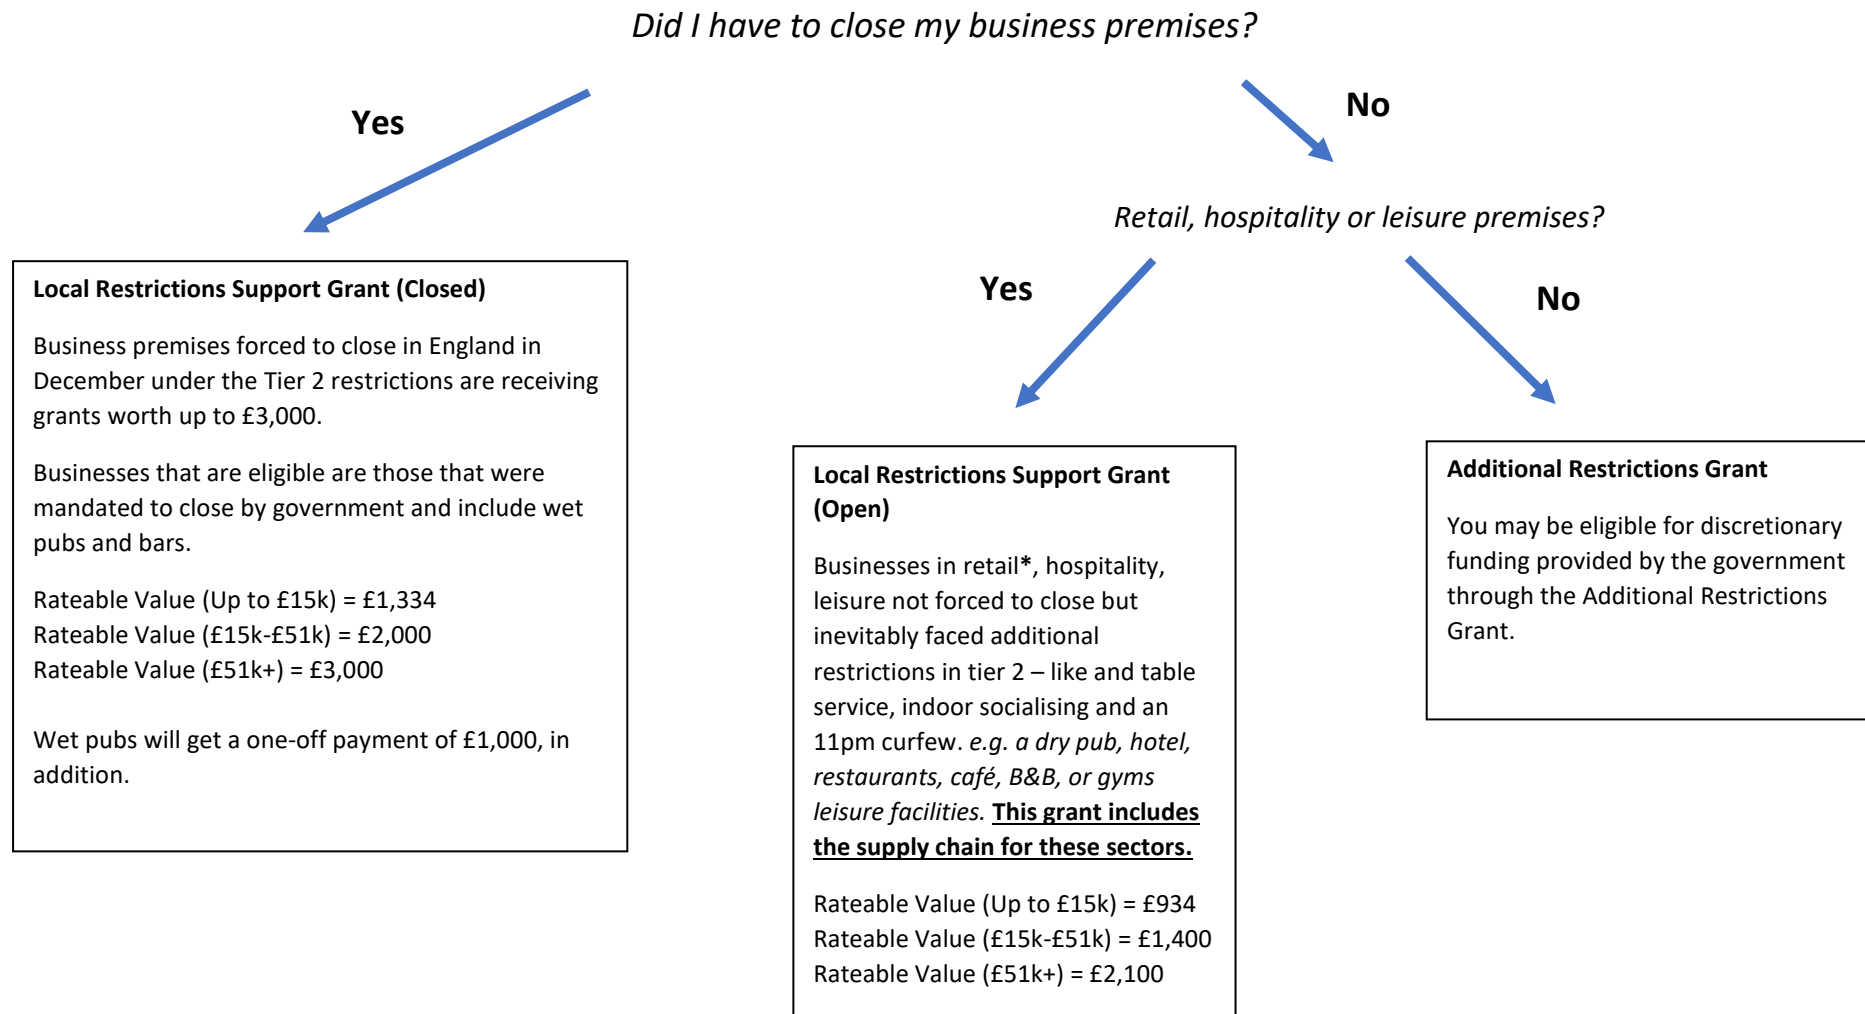 Did I have to close my business premises?
Yes
No
Retail, hospitality or leisure premises?
Yes
No
Local Restrictions Support Grant (Closed)
Business premises forced to close in England in
December under the Tier 2 restrictions are receiving
grants worth up to £3,000.
Businesses that are eligible are those that were
mandated to close by government and include wet
pubs and bars.
Rateable Value (Up to £15k) = £1,334
Rateable Value (£15k-£51k) = £2,000
Rateable Value (£51k+) = £3,000
Wet pubs will get a one-off payment of £1,000, in
addition.
Local Restrictions Support Grant
(Open)
Businesses in retail*, hospitality,
leisure not forced to close but
inevitably faced additional
restrictions in tier 2 – like and table
service, indoor socialising and an
11pm curfew. e.g. a dry pub, hotel,
restaurants, café, B&B, or gyms
leisure facilities. This grant includes
the supply chain for these sectors.
Rateable Value (Up to £15k) = £934
Rateable Value (£15k-£51k) = £1,400
Rateable Value (£51k+) = £2,100
Additional Restrictions Grant
You may be eligible for discretionary
funding provided by the government
through the Additional Restrictions
Grant.